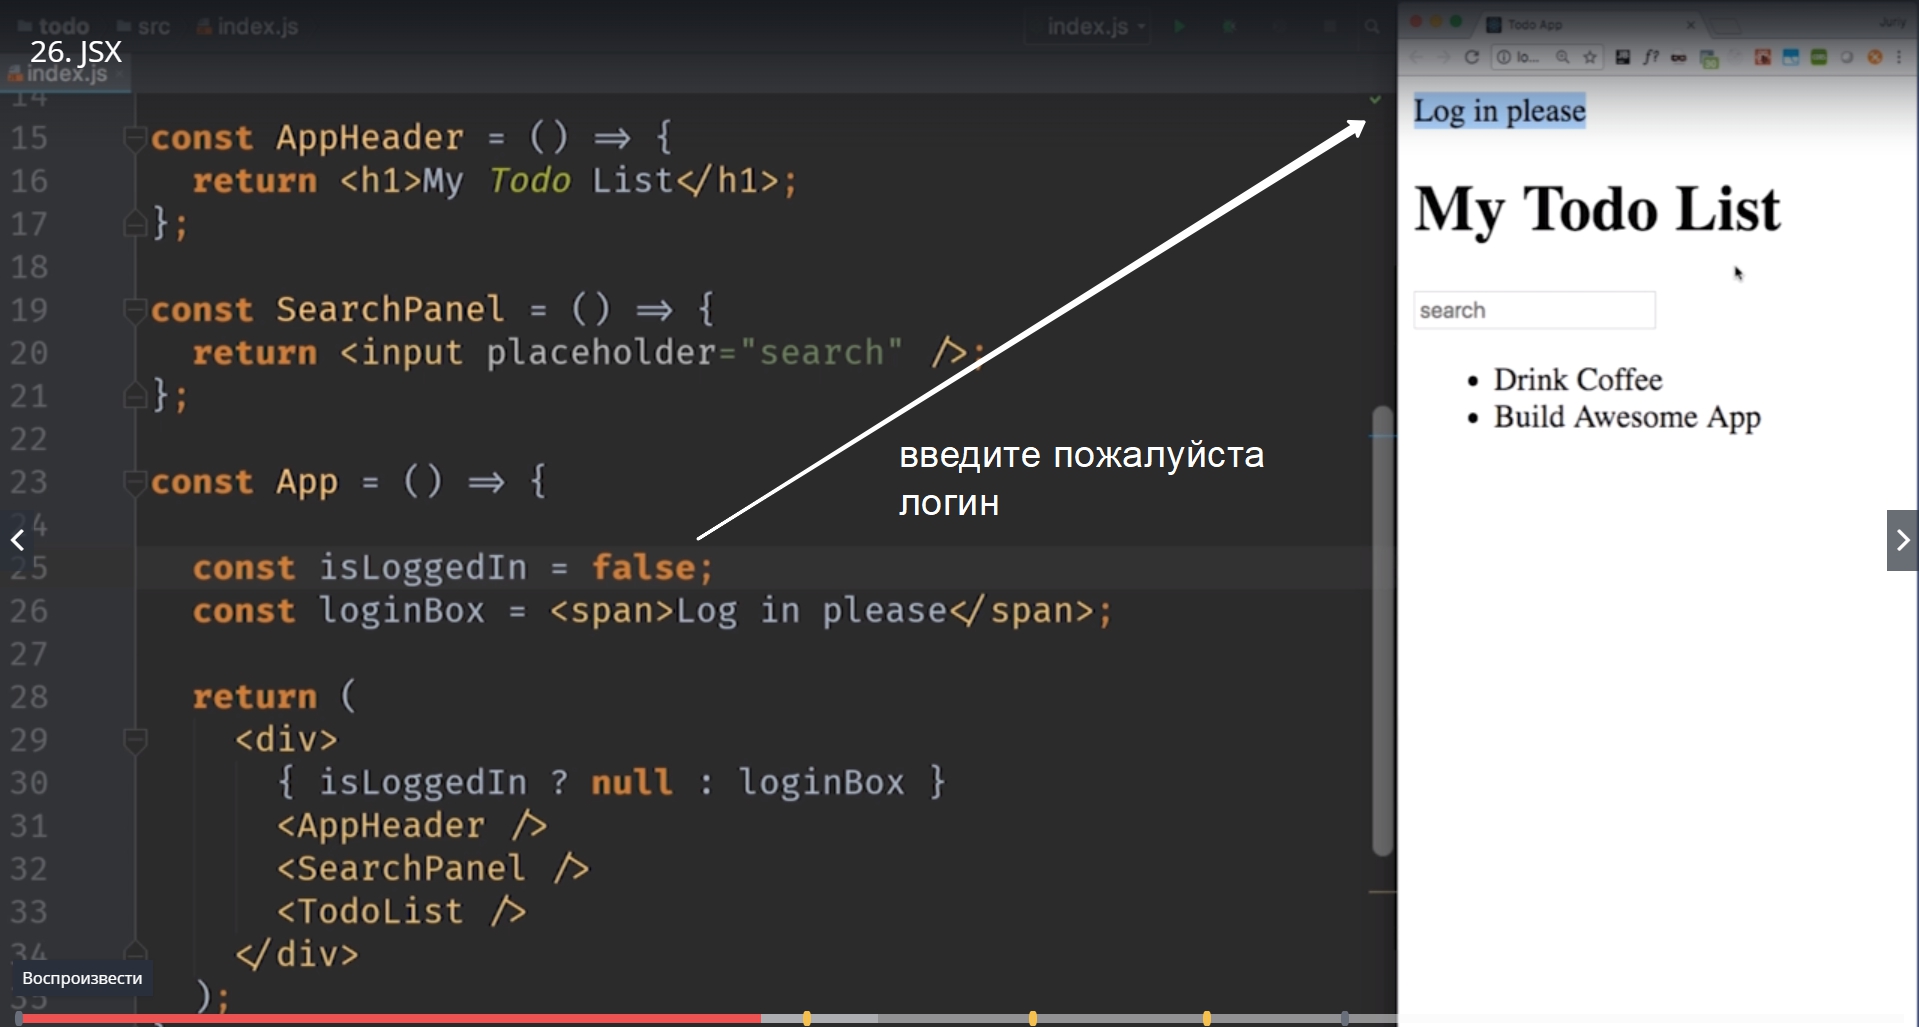 todo src index.js
index.js
26. JSX
index.js
14
15 const AppHeader = () => {
16 return <h1>My Todo List</h1>;
17 };
18
19 const SearchPanel = () => {
20 return <input placeholder="search" />;
21 };
22
23 const App = () => {
24
25 const isLoggedIn = false;
26 const loginBox = <span>Log in please</span>;
27
28 return (
29 <div>
30 { isLoggedIn ? null : loginBox }
31 <AppHeader />
32 <SearchPanel />
33 <TodoList />
34 </div>
35 );
введите пожалуйста
логин
Воспроизвести
Todo App
Juriy
lo...
f?
Log in please
My Todo List
search
• Drink Coffee
• Build Awesome App